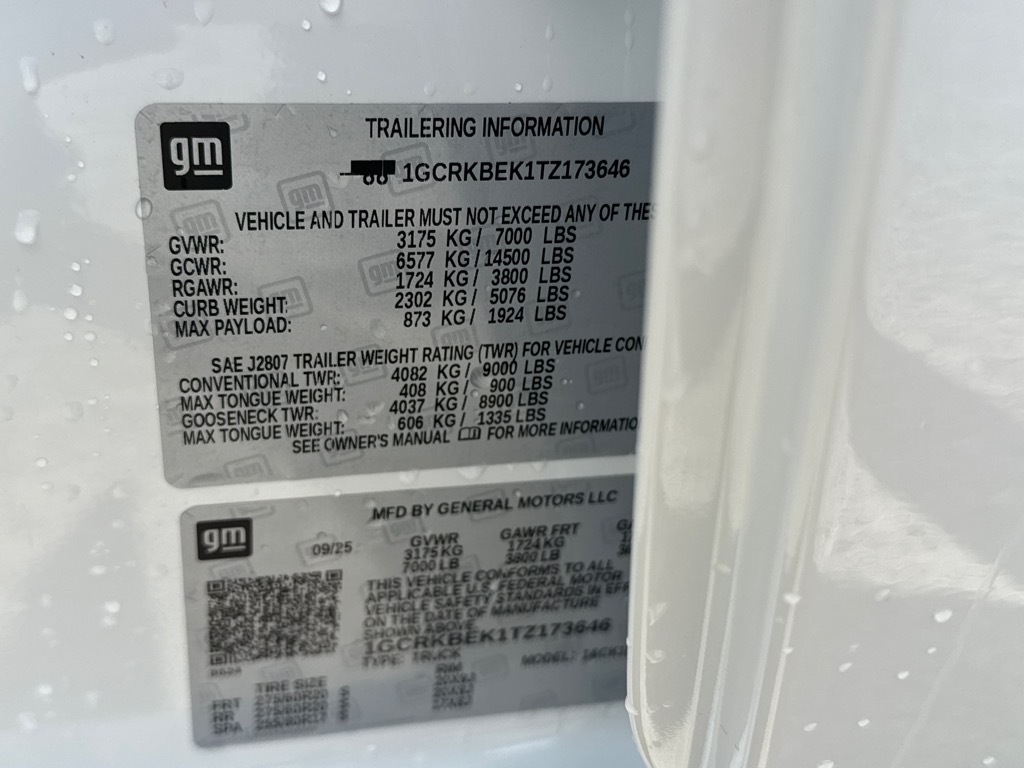 gm
TRAILERING INFORMATION
1GCRKBEK1TZ173646
VEHICLE AND TRAILER MUST NOT EXCEED ANY OF
GVWR: 3175 KG / 7000 LBS
GCWR: 6577 KG / 14500 LBS
RGAWR: 1724 KG / 3800 LBS
CURB WEIGHT: 2302 KG / 5076 LBS
MAX PAYLOAD: 873 KG / 1924 LBS
SAE J2807 TRAILER WEIGHT RATING (TWR) FOR VEHICLE
CONVENTIONAL TWR: 4082 KG / 9000 LBS
MAX TONGUE WEIGHT: 408 KG / 900 LBS
GOOSENECK TWR: 4037 KG / 8900 LBS
MAX TONGUE WEIGHT: 606 KG / 1335 LBS
SEE OWNER'S MANUAL FOR MORE
gm
MFD BY GENERAL MOTORS LLC
09/25
GVWR GAWR FRT
3175 KG 1724 KG
7000 LB 3800 LB
THIS VEHICLE CONFORMS TO ALL
APPLICABLE U.S. FEDERAL MOTOR
VEHICLE SAFETY STANDARDS IN
ON THE DATE OF MANUFACTURE
SHOWN ABOVE.
1GCRKBEK1TZ173646
TYPE: TRUCK MODEL:
TIRE SIZE RIM
FRT
RR
SPA